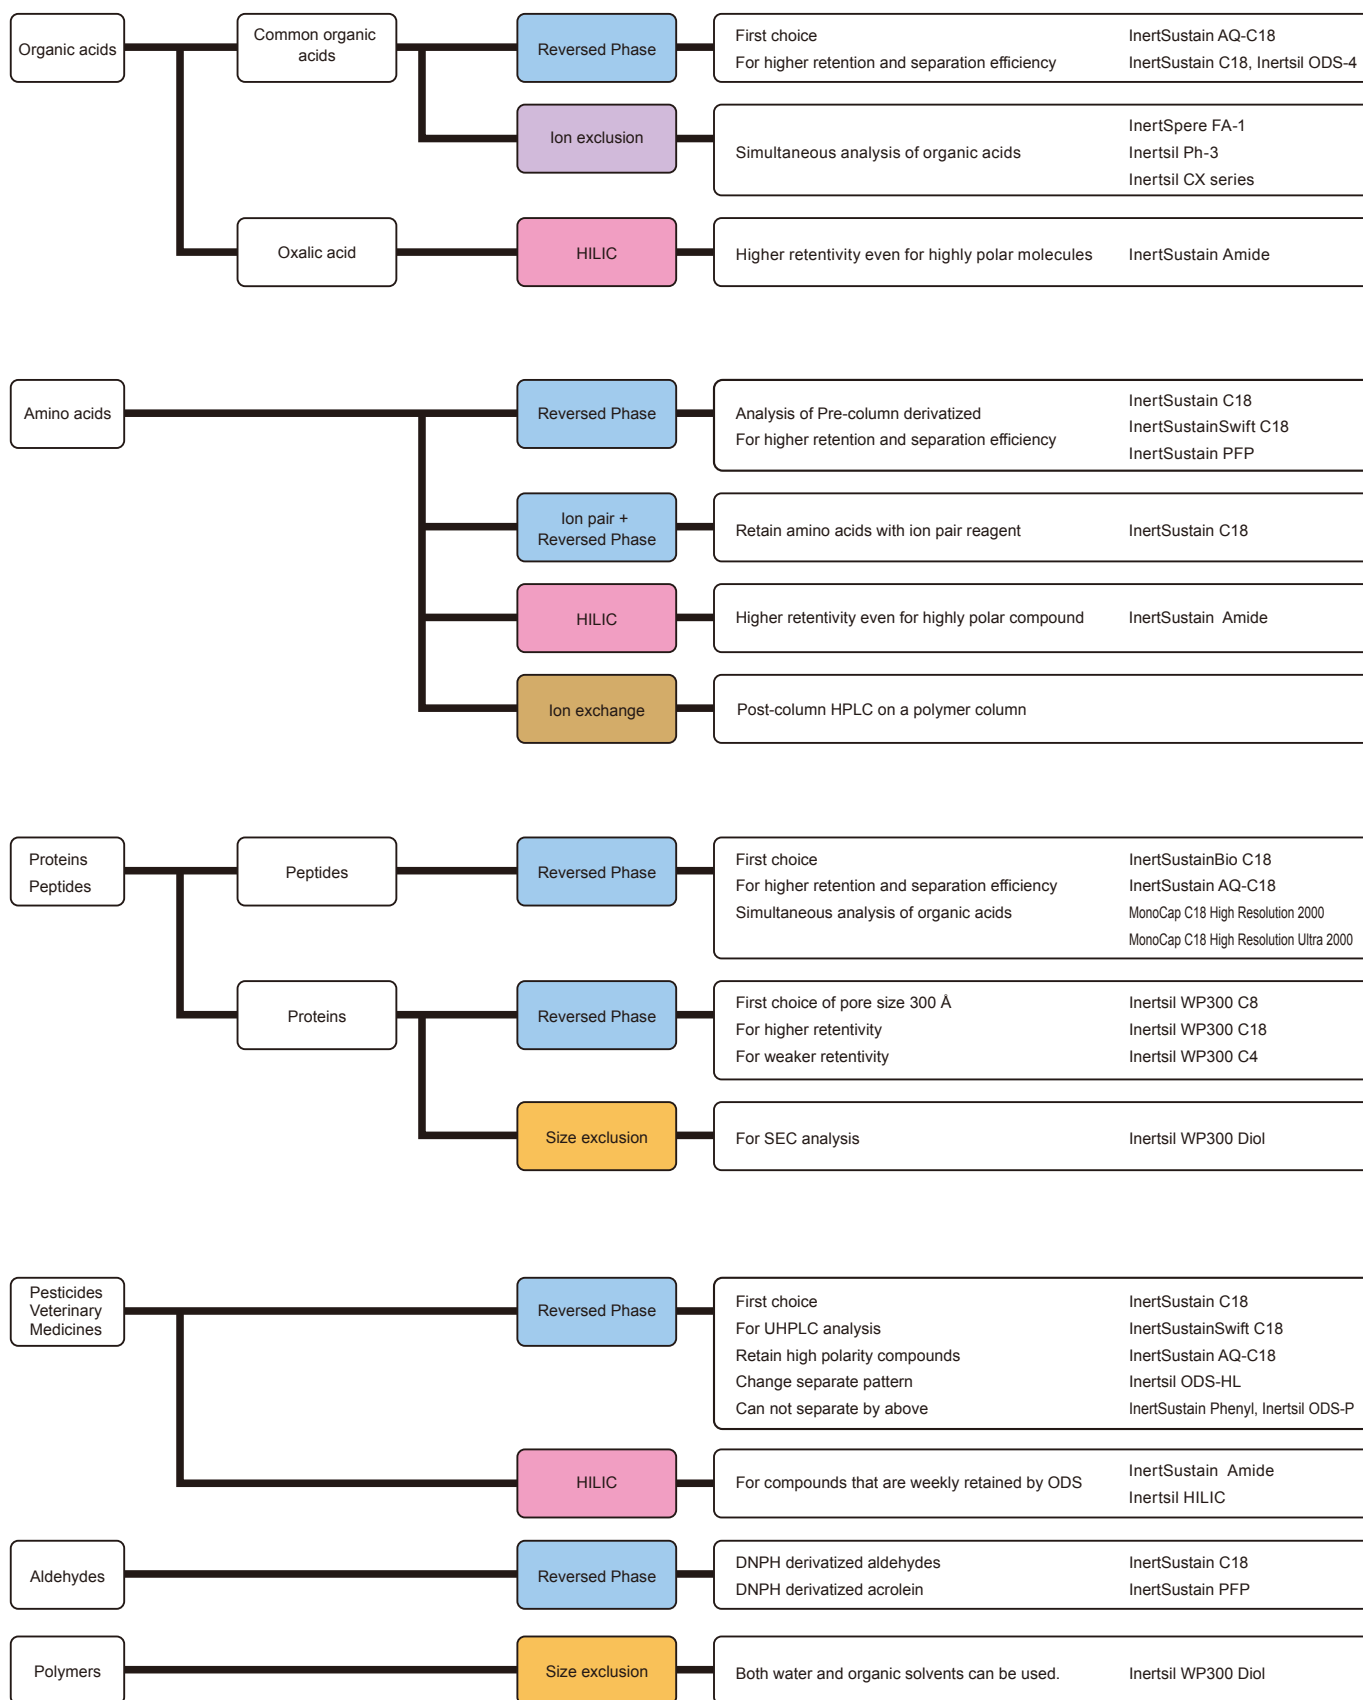 Organic acids
Common organic
acids
Reversed Phase
First choice InertSustain AQ-C18
For higher retention and separation efficiency InertSustain C18, Inertsil ODS-4
Ion exclusion
Simultaneous analysis of organic acids
InertSpere FA-1
Inertsil Ph-3
Inertsil CX series
Oxalic acid
HILIC
Higher retentivity even for highly polar molecules InertSustain Amide
Amino acids
Reversed Phase
Analysis of Pre-column derivatized
For higher retention and separation efficiency
InertSustain C18
InertSustainSwift C18
InertSustain PFP
Ion pair +
Reversed Phase
Retain amino acids with ion pair reagent InertSustain C18
HILIC
Higher retentivity even for highly polar compound InertSustain Amide
Ion exchange
Post-column HPLC on a polymer column
Proteins
Peptides
Peptides
Reversed Phase
First choice InertSustainBio C18
For higher retention and separation efficiency InertSustain AQ-C18
Simultaneous analysis of organic acids MonoCap C18 High Resolution 2000
MonoCap C18 High Resolution Ultra 2000
Proteins
Reversed Phase
First choice of pore size 300 Å Inertsil WP300 C8
For higher retentivity Inertsil WP300 C18
For weaker retentivity Inertsil WP300 C4
Size exclusion
For SEC analysis Inertsil WP300 Diol
Pesticides
Veterinary
Medicines
Reversed Phase
First choice InertSustain C18
For UHPLC analysis InertSustainSwift C18
Retain high polarity compounds InertSustain AQ-C18
Change separate pattern Inertsil ODS-HL
Can not separate by above InertSustain Phenyl, Inertsil ODS-P
HILIC
For compounds that are weekly retained by ODS
InertSustain Amide
Inertsil HILIC
Aldehydes
Reversed Phase
DNPH derivatized aldehydes InertSustain C18
DNPH derivatized acrolein InertSustain PFP
Polymers
Size exclusion
Both water and organic solvents can be used. Inertsil WP300 Diol